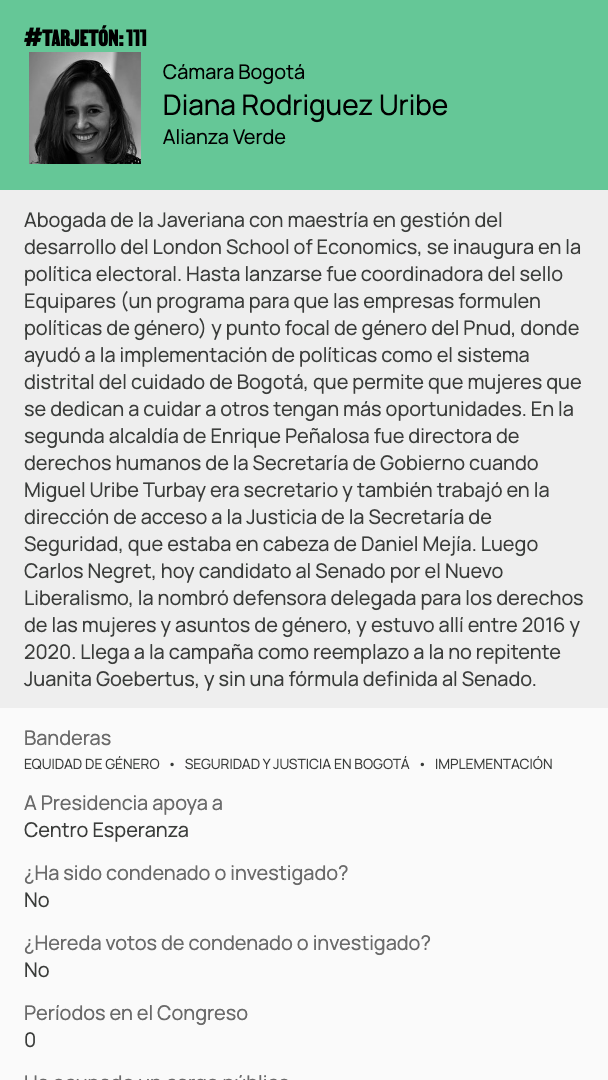 #TARJETÓN: 111
Cámara Bogotá
Diana Rodriguez Uribe
Alianza Verde
Abogada de la Javeriana con maestría en gestión del
desarrollo del London School of Economics, se inaugura en la
política electoral. Hasta lanzarse fue coordinadora del sello
Equipares (un programa para que las empresas formulen
políticas de género) y punto focal de género del Pnud, donde
ayudó a la implementación de políticas como el sistema
distrital del cuidado de Bogotá, que permite que mujeres que
se dedican a cuidar a otros tengan más oportunidades. En la
segunda alcaldía de Enrique Peñalosa fue directora de
derechos humanos de la Secretaría de Gobierno cuando
Miguel Uribe Turbay era secretario y también trabajó en la
dirección de acceso a la Justicia de la Secretaría de
Seguridad, que estaba en cabeza de Daniel Mejía. Luego
Carlos Negret, hoy candidato al Senado por el Nuevo
Liberalismo, la nombró defensora delegada para los derechos
de las mujeres y asuntos de género, y estuvo allí entre 2016 y
2020. Llega a la campaña como reemplazo a la no repitente
Juanita Goebertus, y sin una fórmula definida al Senado.
Banderas
EQUIDAD DE GÉNERO • SEGURIDAD Y JUSTICIA EN BOGOTÁ • IMPLEMENTACIÓN
A Presidencia apoya a
Centro Esperanza
¿Ha sido condenado o investigado?
No
¿Hereda votos de condenado o investigado?
No
Períodos en el Congreso
0